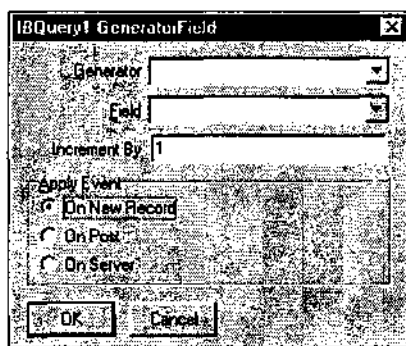 IBQuery1 GeneratorField
Generator
Field
Increment By 1
Apply Event
On New Record
On Post
On Server
OK Cancel